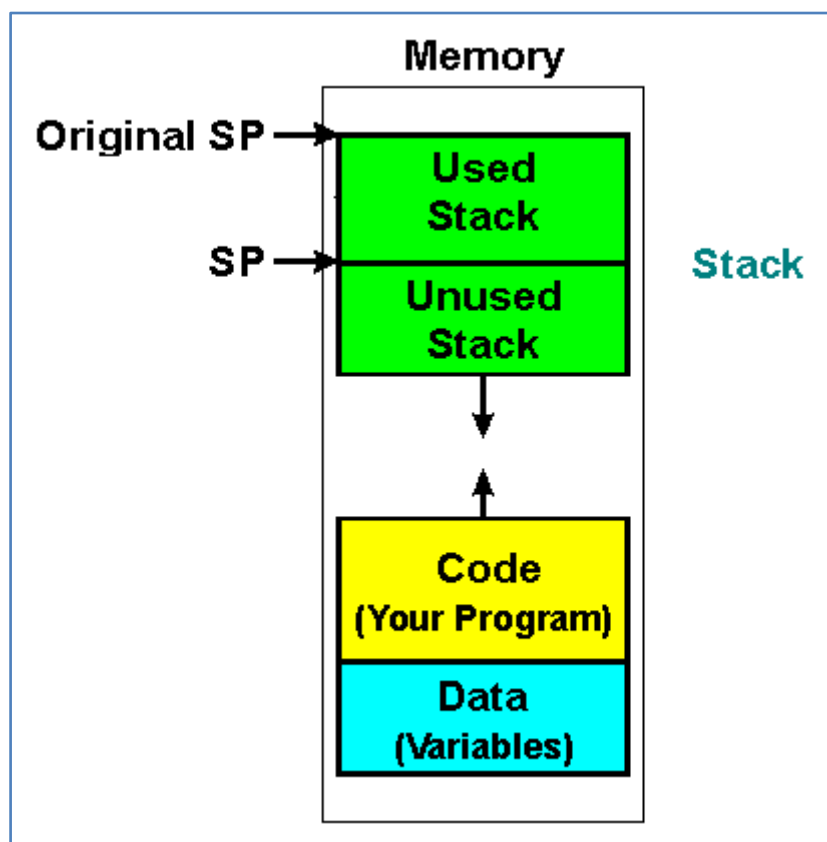 Memory
Original SP
Used
Stack
SP
Stack
Unused
Stack
Code
(Your Program)
Data
(Variables)